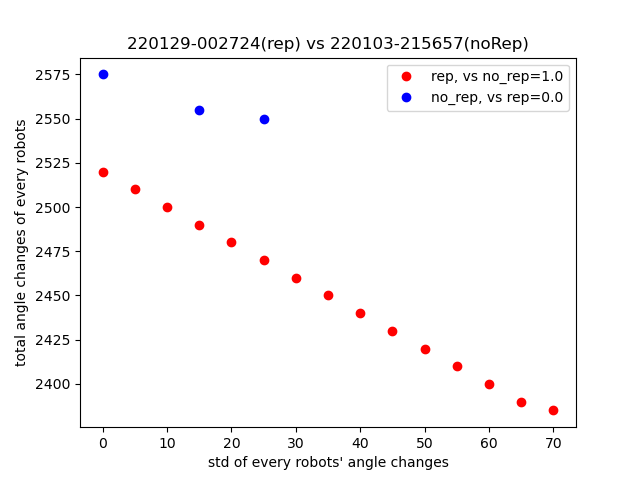 220129-002724(rep) vs 220103-215657(noRep)
rep, vs no_rep=1.0
no_rep, vs rep=0.0
total angle changes of every robots
2575
2550
2525
2500
2475
2450
2425
2400
0 10 20 30 40 50 60 70
std of every robots' angle changes